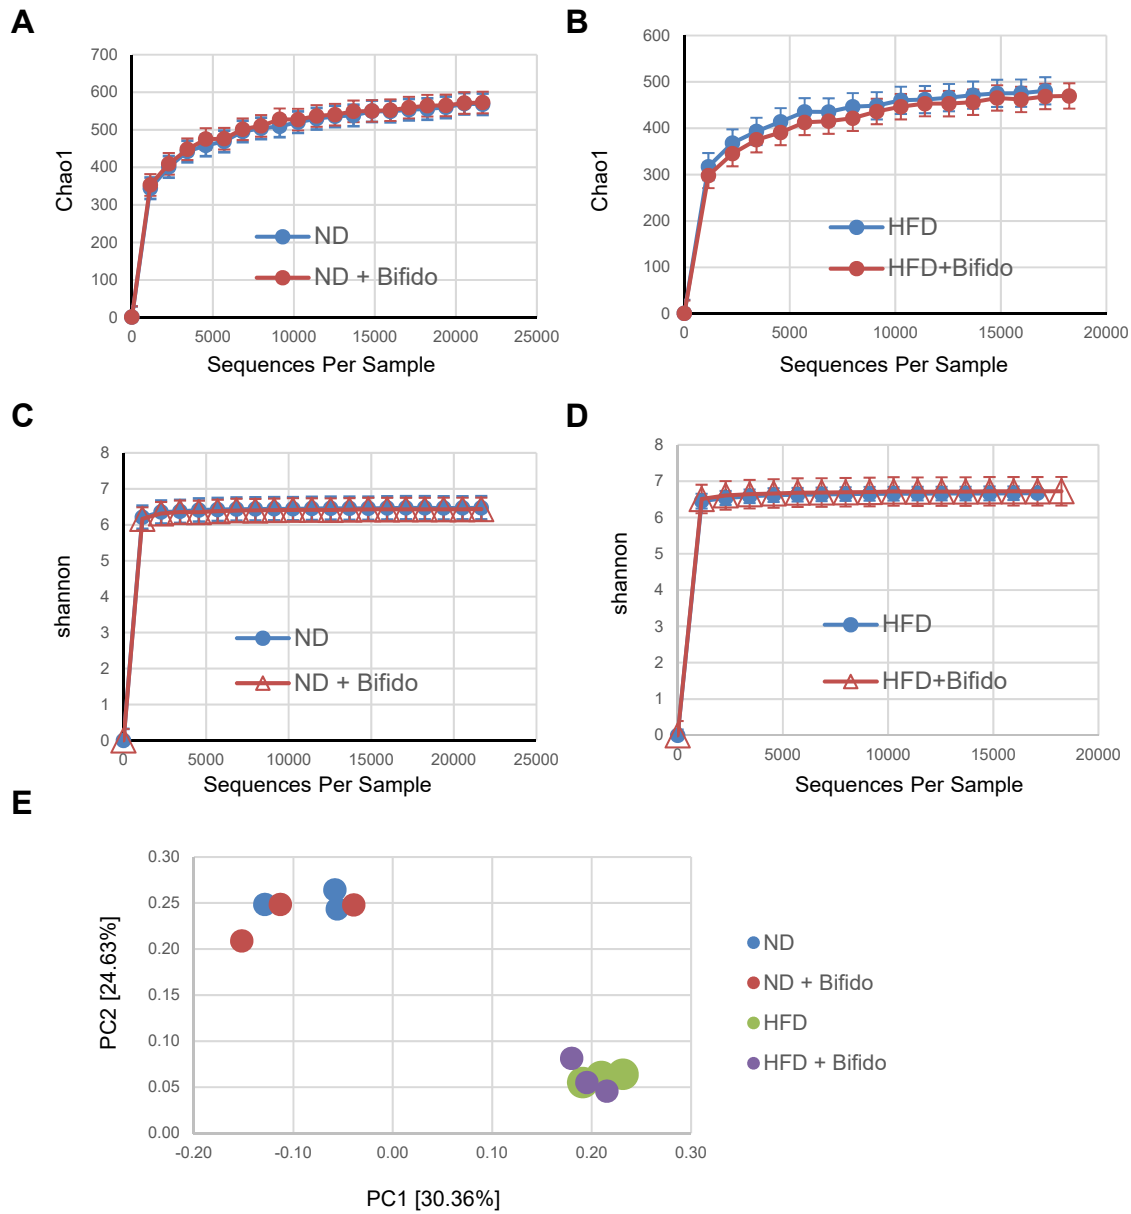 A
700
600
500
400
300
200
100
0
Chao1
ND
ND + Bifido
0 5000 10000 15000 20000 25000
Sequences Per Sample
B
600
500
400
300
200
100
0
Chao1
HFD
HFD+Bifido
0 5000 10000 15000 20000
Sequences Per Sample
C
8
7
6
5
4
3
2
1
0
shannon
ND
ND + Bifido
0 5000 10000 15000 20000 25000
Sequences Per Sample
D
8
7
6
5
4
3
2
1
0
shannon
HFD
HFD+Bifido
0 5000 10000 15000 20000
Sequences Per Sample
E
0.30
0.25
0.20
0.15
0.10
0.05
0.00
PC2 [24.63%]
-0.20 -0.10 0.00 0.10 0.20 0.30
PC1 [30.36%]
ND
ND + Bifido
HFD
HFD + Bifido